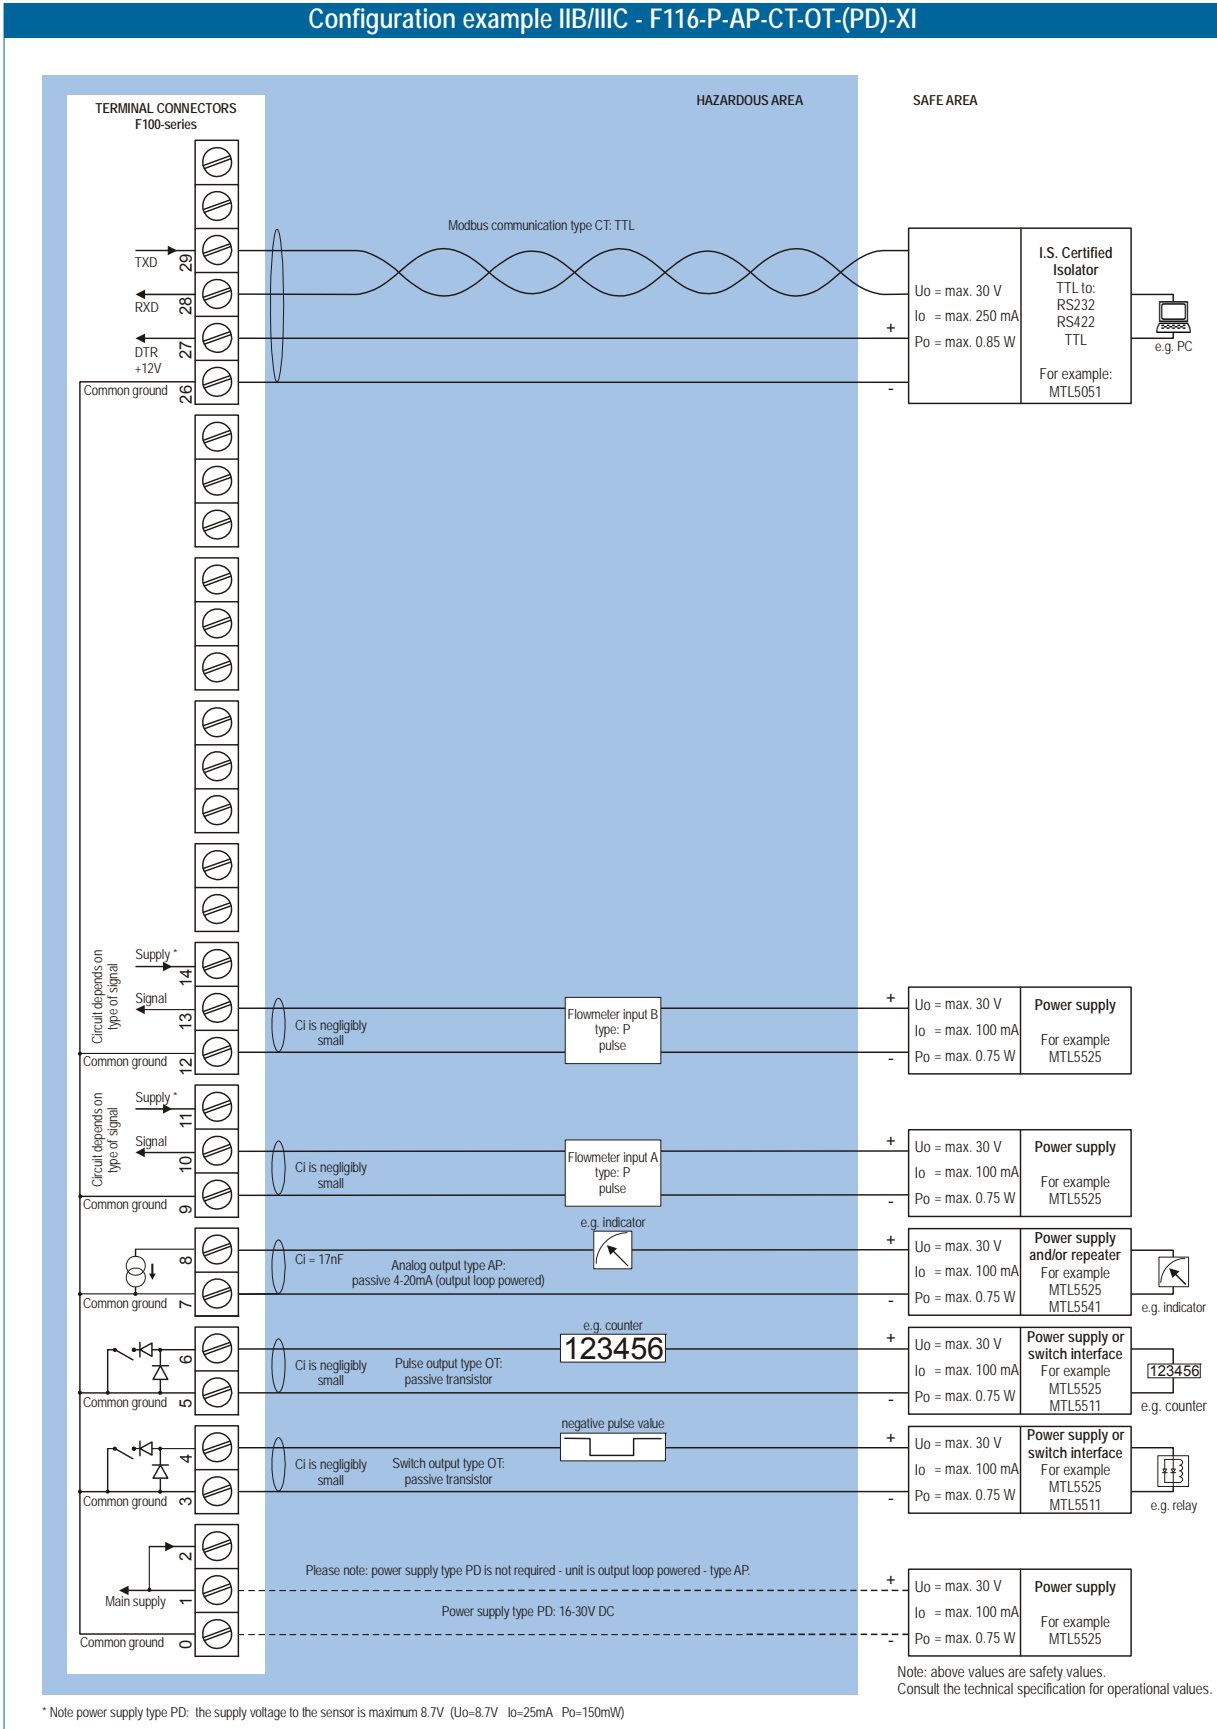 Configuration example IIB/IIIC - F116-P-AP-CT-OT-(PD)-XI
HAZARDOUS AREA
SAFE AREA
TERMINAL CONNECTORS
F100-series
Modbus communication type CT: TTL
TXD
29
RXD
28
DTR
+12V
27
Common ground
26
+
-
Uo = max. 30 V
Io = max. 250 mA
Po = max. 0.85 W
I.S. Certified
Isolator
TTL to:
RS232
RS422
TTL
For example:
MTL5051
e.g. PC
Circuit depends on
type of signal
Supply *
14
Signal
13
Common ground
12
Ci is negligibly
small
Flowmeter input B
type: P
pulse
+
-
Uo = max. 30 V
Io = max. 100 mA
Po = max. 0.75 W
Power supply
For example
MTL5525
Circuit depends on
type of signal
Supply *
11
Signal
10
Common ground
9
Ci is negligibly
small
Flowmeter input A
type: P
pulse
+
-
Uo = max. 30 V
Io = max. 100 mA
Po = max. 0.75 W
Power supply
For example
MTL5525
8
Common ground
7
Ci = 17nF
Analog output type AP:
passive 4-20mA (output loop powered)
e.g. indicator
+
-
Uo = max. 30 V
Io = max. 100 mA
Po = max. 0.75 W
Power supply
and/or repeater
For example
MTL5525
MTL5541
e.g. indicator
6
Common ground
5
Ci is negligibly
small
Pulse output type OT:
passive transistor
e.g. counter
123456
+
-
Uo = max. 30 V
Io = max. 100 mA
Po = max. 0.75 W
Power supply or
switch interface
For example
MTL5525
MTL5511
123456
e.g. counter
4
Common ground
3
Ci is negligibly
small
Switch output type OT:
passive transistor
negative pulse value
+
-
Uo = max. 30 V
Io = max. 100 mA
Po = max. 0.75 W
Power supply or
switch interface
For example
MTL5525
MTL5511
e.g. relay
2
Main supply
1
Common ground
0
Please note: power supply type PD is not required - unit is output loop powered - type AP.
Power supply type PD: 16-30V DC
+
-
Uo = max. 30 V
Io = max. 100 mA
Po = max. 0.75 W
Power supply
For example
MTL5525
Note: above values are safety values.
Consult the technical specification for operational values.
* Note power supply type PD: the supply voltage to the sensor is maximum 8.7V (Uo=8.7V Io=25mA Po=150mW)